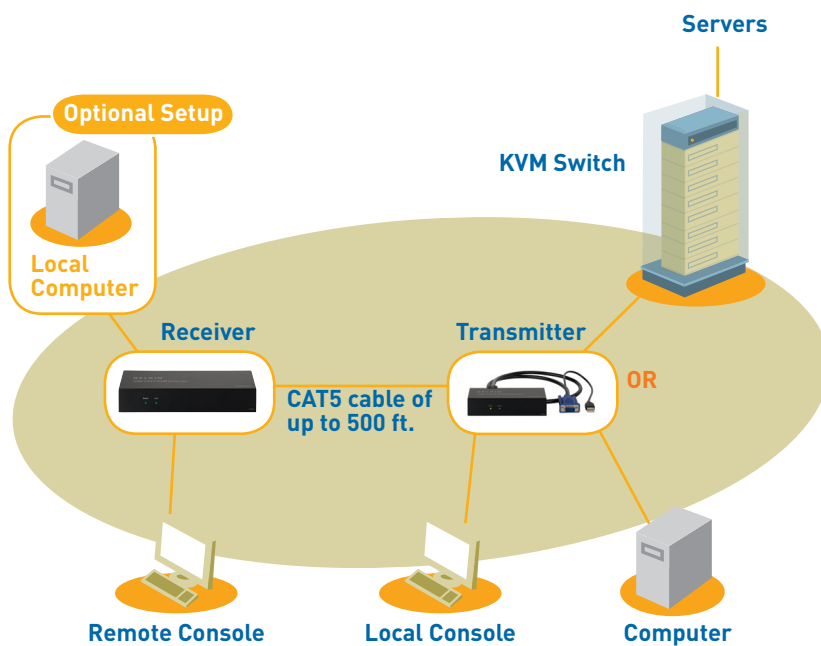 Servers
Optional Setup
KVM Switch
Local
Computer
Receiver
Transmitter
BELKIN
OR
CAT5 cable of
up to 500 ft.
Remote Console
Local Console
Computer